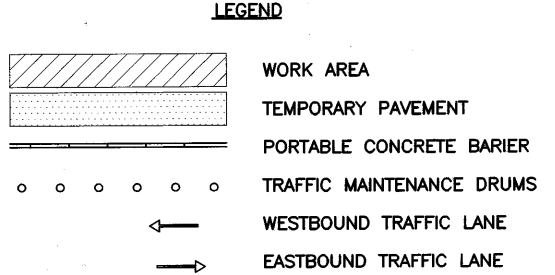 LEGEND
WORK AREA
TEMPORARY PAVEMENT
PORTABLE CONCRETE BARIER
TRAFFIC MAINTENANCE DRUMS
WESTBOUND TRAFFIC LANE
EASTBOUND TRAFFIC LANE